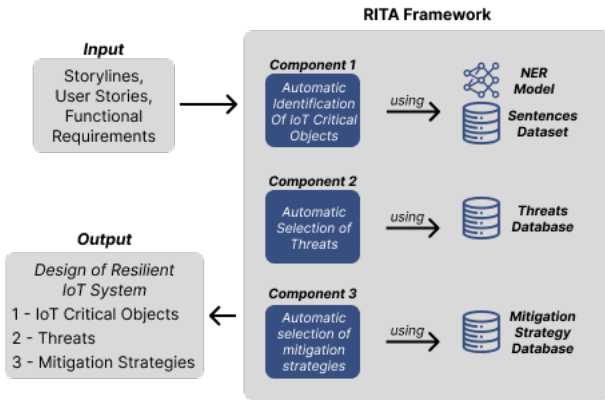 RITA Framework
Input
Storylines,
User Stories,
Functional
Requirements
Component 1
Automatic
Identification
Of IoT Critical
Objects
using
NER
Model
Sentences
Dataset
Component 2
Automatic
Selection of
Threats
using
Threats
Database
Component 3
Automatic
selection of
mitigation
strategies
using
Mitigation
Strategy
Database
Output
Design of Resilient
IoT System
1 - IoT Critical Objects
2 - Threats
3 - Mitigation Strategies